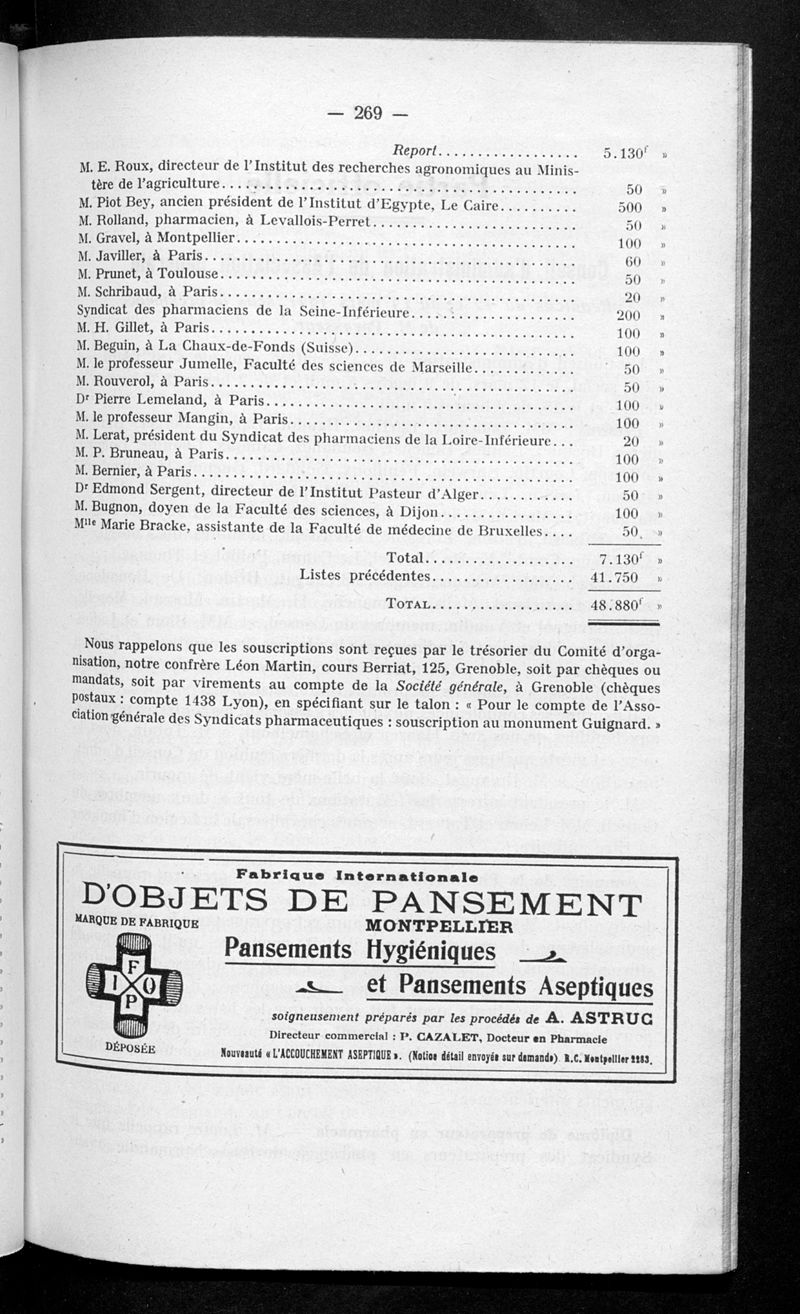 — 269 —
Report.................. 5.130f »
M. E. Roux, directeur de l'Institut des recherches agronomiques au Minis-
tère de l'agriculture.................. 50 »
M. Piot Bey, ancien président de l'Institut d'Egypte, Le Caire.......... 500 »
M. Rolland, pharmacien, à Levallois-Perret.................. 50 »
M. Gravel, à Montpellier.................. 100 »
M. Javiller, à Paris.................. 60 »
M. Prunet, à Toulouse.................. 50 »
M. Schribaud, à Paris.................. 20 »
Syndicat des pharmaciens de la Seine-Inférieure.................. 200 »
M. H. Gillet, à Paris.................. 100 »
M. Beguin, à La Chaux-de-Fonds (Suisse).................. 100 »
M. le professeur Jumelle, Faculté des sciences de Marseille............. 50 »
M. Rouverol, à Paris.................. 50 »
Dr Pierre Lemeland, à Paris.................. 100 »
M. le professeur Mangin, à Paris.................. 100 »
M. Lerat, président du Syndicat des pharmaciens de la Loire-Inférieure... 20 »
M. P. Bruneau, à Paris.................. 100 »
M. Bernier, à Paris.................. 100 »
Dr Edmond Sergent, directeur de l'Institut Pasteur d'Alger............ 50 »
M. Bugnon, doyen de la Faculté des sciences, à Dijon................. 100 »
Mlle Marie Bracke, assistante de la Faculté de médecine de Bruxelles.... 50 »
Total................... 7.130f »
Listes précédentes.................. 41.750 »
TOTAL.................. 48.880f »
Nous rappelons que les souscriptions sont reçues par le trésorier du Comité d'orga-
nisation, notre confrère Léon Martin, cours Berriat, 125, Grenoble, soit par chèques ou
mandats, soit par virements au compte de la Société générale, à Grenoble (chèques
postaux : compte 1438 Lyon), en spécifiant sur le talon : « Pour le compte de l'Asso-
ciation générale des Syndicats pharmaceutiques : souscription au monument Guignard. »
Fabrique Internationale
D'OBJETS DE PANSEMENT
MARQUE DE FABRIQUE
MONTPELLIER
Pansements Hygiéniques
et Pansements Aseptiques
F
I O
P
soigneusement préparés par les procédés de A. ASTRUC
Directeur commercial : P. CAZALET, Docteur en Pharmacie
DÉPOSÉE
Nouveauté « L'ACCOUCHEMENT ASEPTIQUE ». (Notice détail envoyée sur demande) R.C. Montpellier 2283.